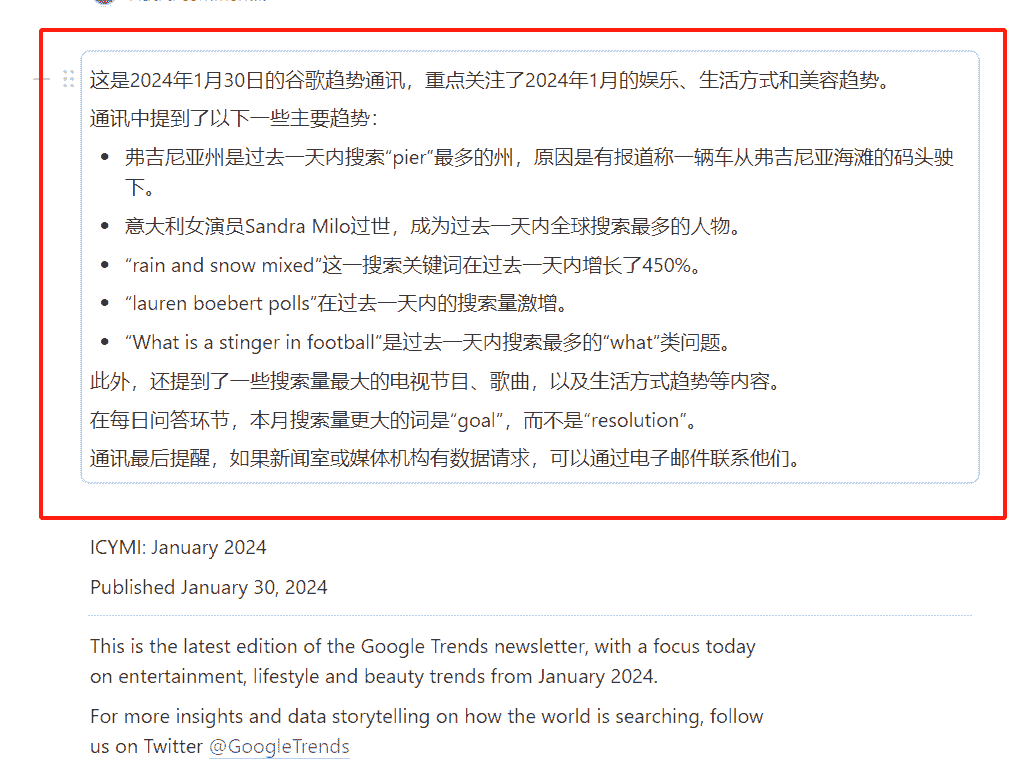 这是2024年1月30日的谷歌趋势通讯，重点关注了2024年1月的娱乐、生活方式和美容趋势。
通讯中提到了以下一些主要趋势：
• 弗吉尼亚州是过去一天内搜索“pier”最多的州，原因是有报道称一辆车从弗吉尼亚海滩的码头驶
下。
• 意大利女演员Sandra Milo过世，成为过去一天内全球搜索最多的人物。
• “rain and snow mixed”这一搜索关键词在过去一天内增长了450%。
• “lauren boebert polls”在过去一天内的搜索量激增。
• “What is a stinger in football”是过去一天内搜索最多的“what”类问题。
此外，还提到了一些搜索量最大的电视节目、歌曲，以及生活方式趋势等内容。
在每日问答环节，本月搜索量更大的词是“goal”，而不是“resolution”。
通讯最后提醒，如果新闻室或媒体机构有数据请求，可以通过电子邮件联系他们。
ICYMI: January 2024
Published January 30, 2024
This is the latest edition of the Google Trends newsletter, with a focus today
on entertainment, lifestyle and beauty trends from January 2024.
For more insights and data storytelling on how the world is searching, follow
us on Twitter @GoogleTrends